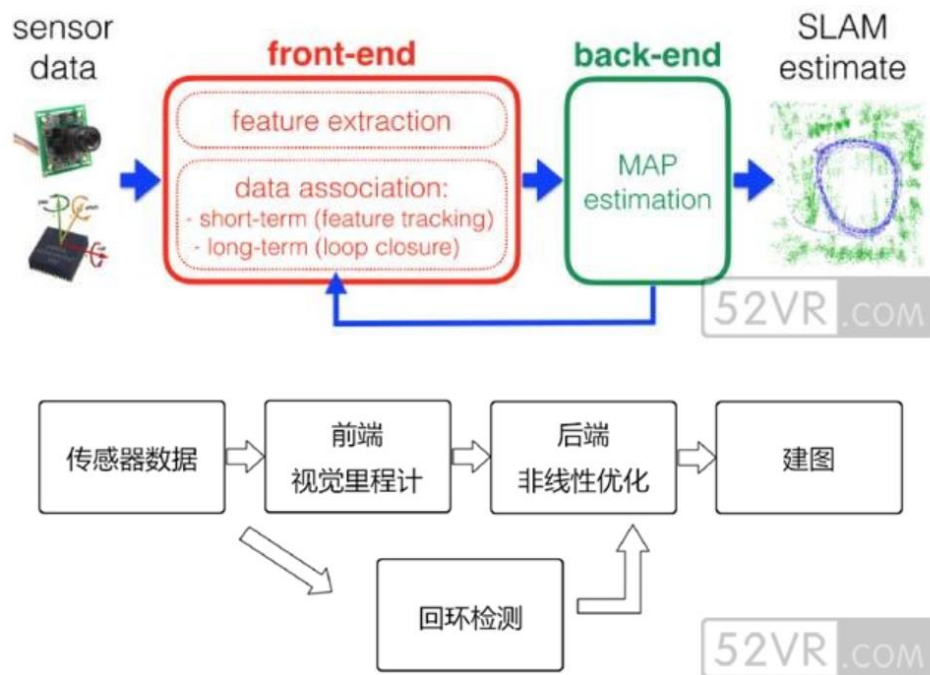 sensor
data
front-end
back-end
SLAM
estimate
feature extraction
data association:
- short-term (feature tracking)
- long-term (loop closure)
MAP
estimation
52VR.COM
传感器数据
前端
视觉里程计
后端
非线性优化
建图
回环检测
52VR.COM